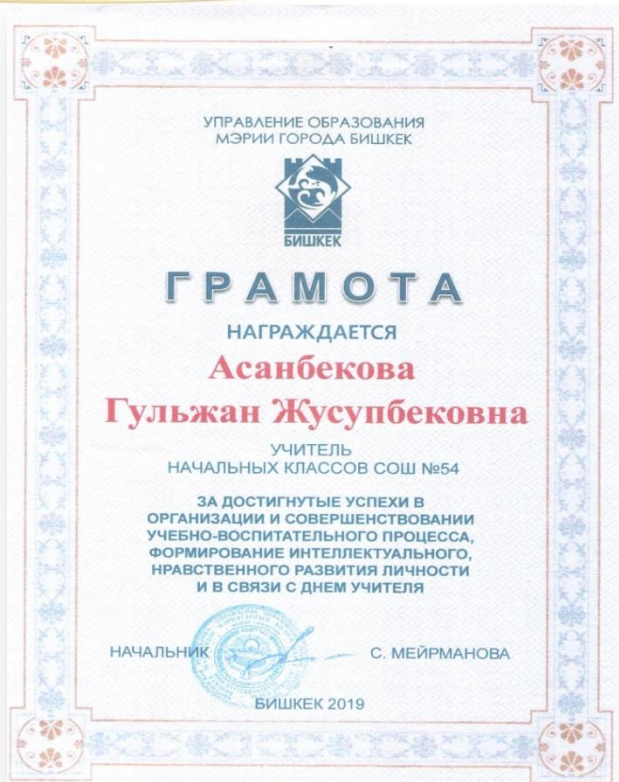 УПРАВЛЕНИЕ ОБРАЗОВАНИЯ
МЭРИИ ГОРОДА БИШКЕК
БИШКЕК
ГРАМОТА
НАГРАЖДАЕТСЯ
Асанбекова
Гульжан Жусупбековна
УЧИТЕЛЬ
НАЧАЛЬНЫХ КЛАССОВ СОШ №54
ЗА ДОСТИГНУТЫЕ УСПЕХИ В
ОРГАНИЗАЦИИ И СОВЕРШЕНСТВОВАНИИ
УЧЕБНО-ВОСПИТАТЕЛЬНОГО ПРОЦЕССА,
ФОРМИРОВАНИЕ ИНТЕЛЛЕКТУАЛЬНОГО,
НРАВСТВЕННОГО РАЗВИТИЯ ЛИЧНОСТИ
И В СВЯЗИ С ДНЕМ УЧИТЕЛЯ
НАЧАЛЬНИК С. МЕЙРМАНОВА
БИШКЕК 2019